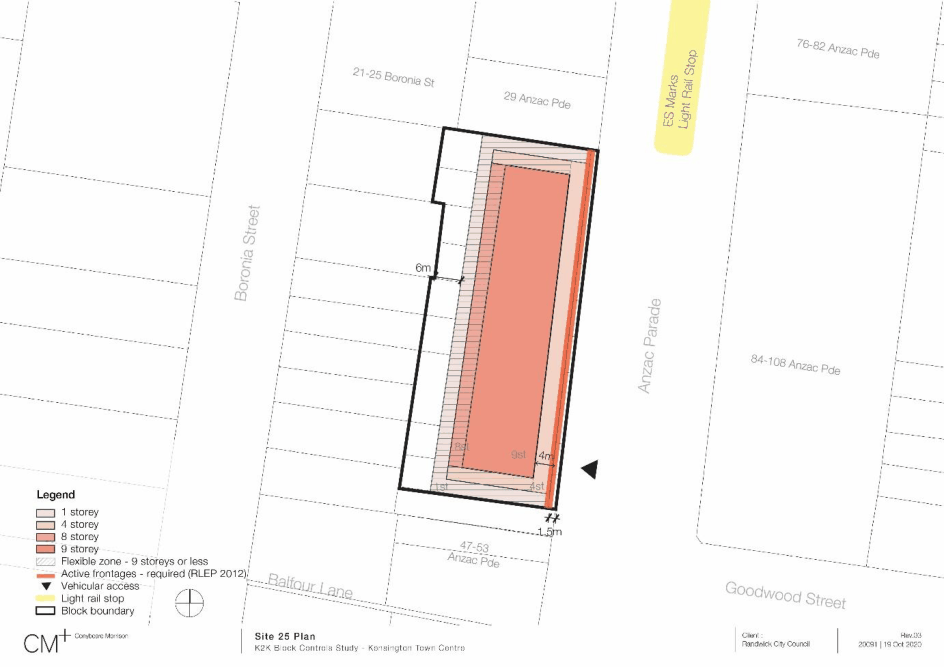 76-82 Anzac Pde
21-25 Boronia St
29 Anzac Pde
ES Marks
Light Rail Stop
Boronia Street
6m
Anzac Parade
84-108 Anzac Pde
8st
9st
4m
1st
4st
1.5m
47-53
Anzac Pde
Balfour Lane
Goodwood Street
Legend
1 storey
4 storey
8 storey
9 storey
Flexible zone - 9 storeys or less
Active frontages - required (RLEP 2012)
Vehicular access
Light rail stop
Block boundary
CM+
Conybeare Morrison
Site 25 Plan
K2K Block Controls Study - Kensington Town Centre
Client :
Randwick City Council
Rev.03
20091 | 19 Oct 2020